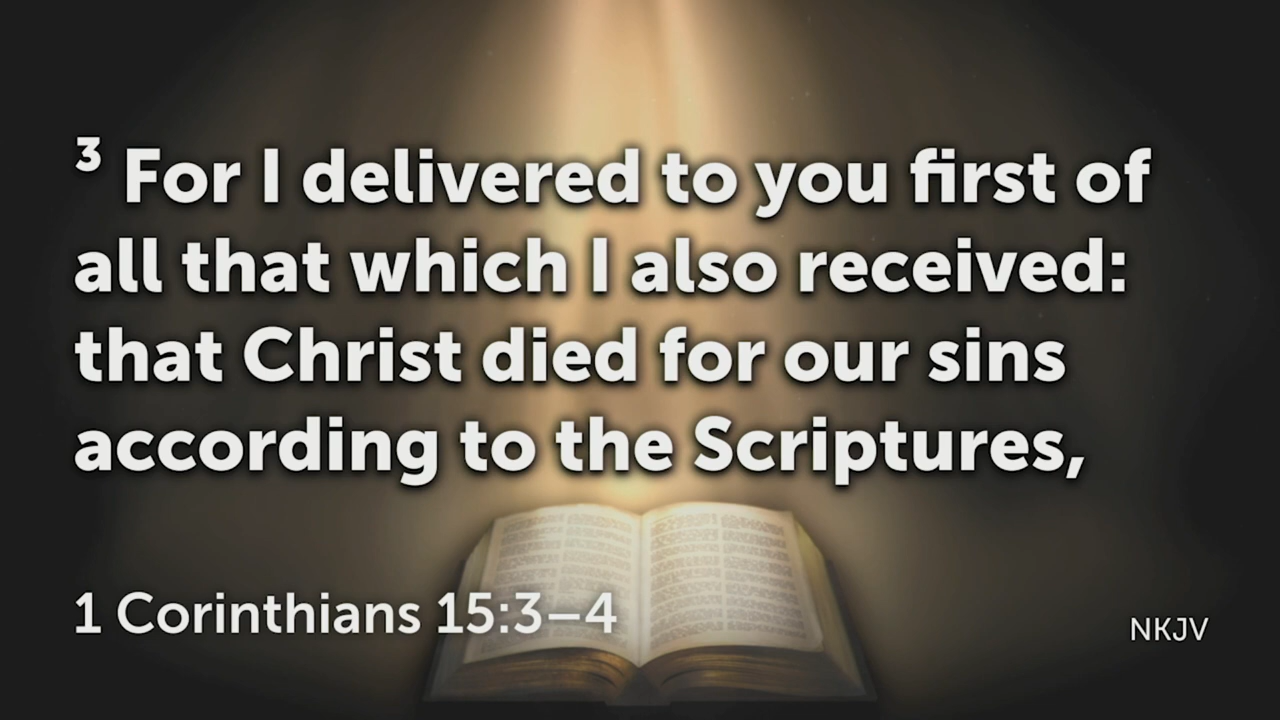 ³ For I delivered to you first of
all that which I also received:
that Christ died for our sins
according to the Scriptures,
1 Corinthians 15:3–4
NKJV